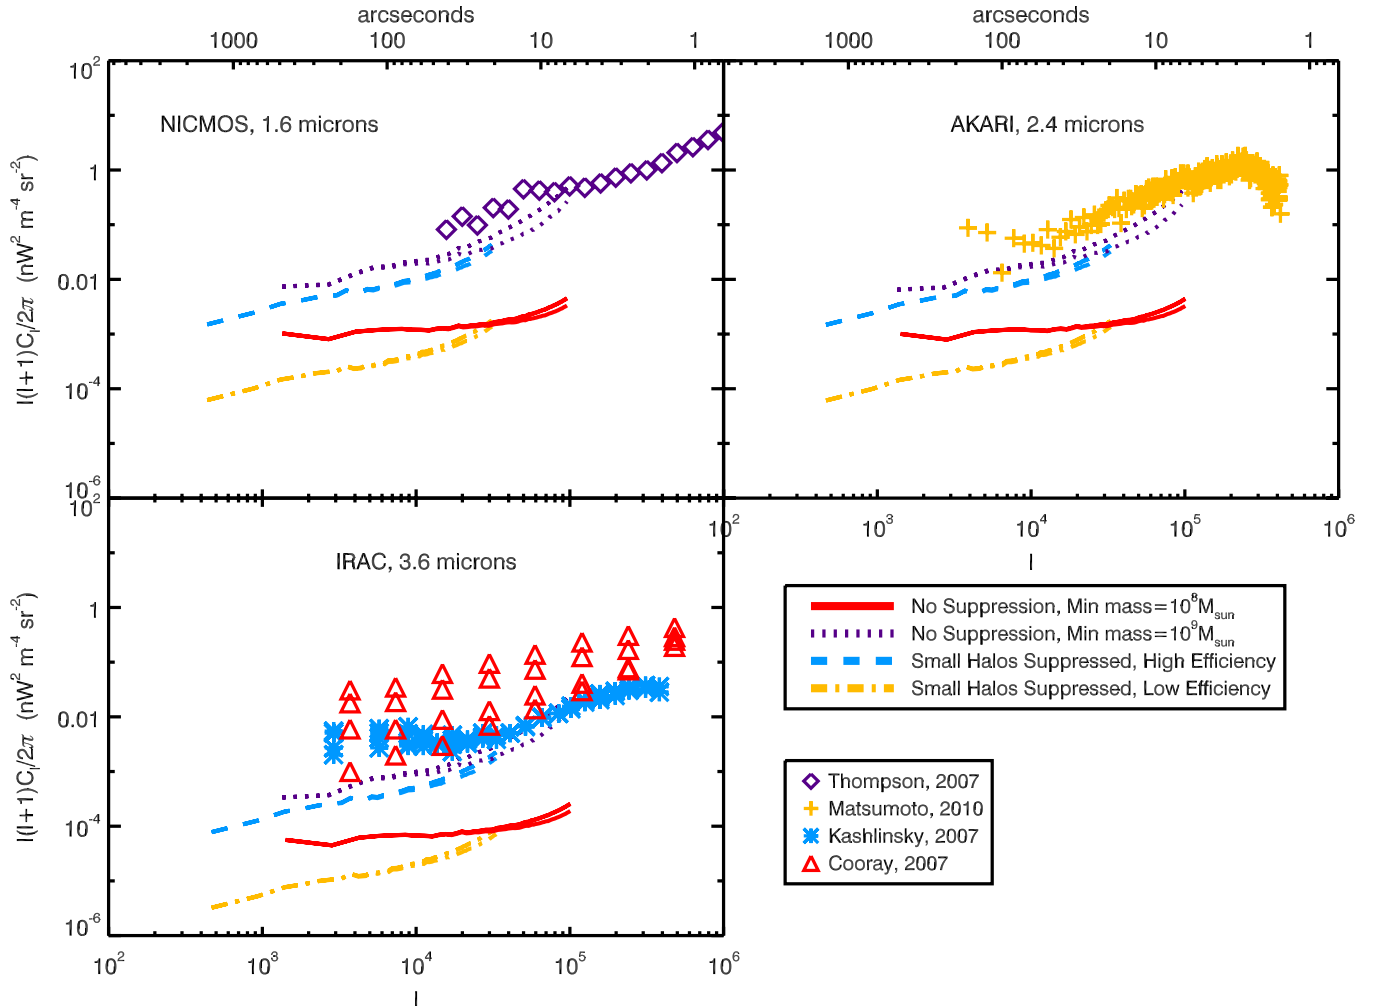 arcseconds
1000 100 10 1
arcseconds
1000 100 10 1
10^2
1
0.01
10^-4
10^-6
l(l+1)C_l/2π (nW^2 m^-4 sr^-2)
NICMOS, 1.6 microns
AKARI, 2.4 microns
10^2 10^3 10^4 10^5 10^6
l
10^2
1
0.01
10^-4
10^-6
l(l+1)C_l/2π (nW^2 m^-4 sr^-2)
IRAC, 3.6 microns
10^2 10^3 10^4 10^5 10^6
l
No Suppression, Min mass=10^8M_sun
No Suppression, Min mass=10^9M_sun
Small Halos Suppressed, High Efficiency
Small Halos Suppressed, Low Efficiency
Thompson, 2007
Matsumoto, 2010
Kashlinsky, 2007
Cooray, 2007